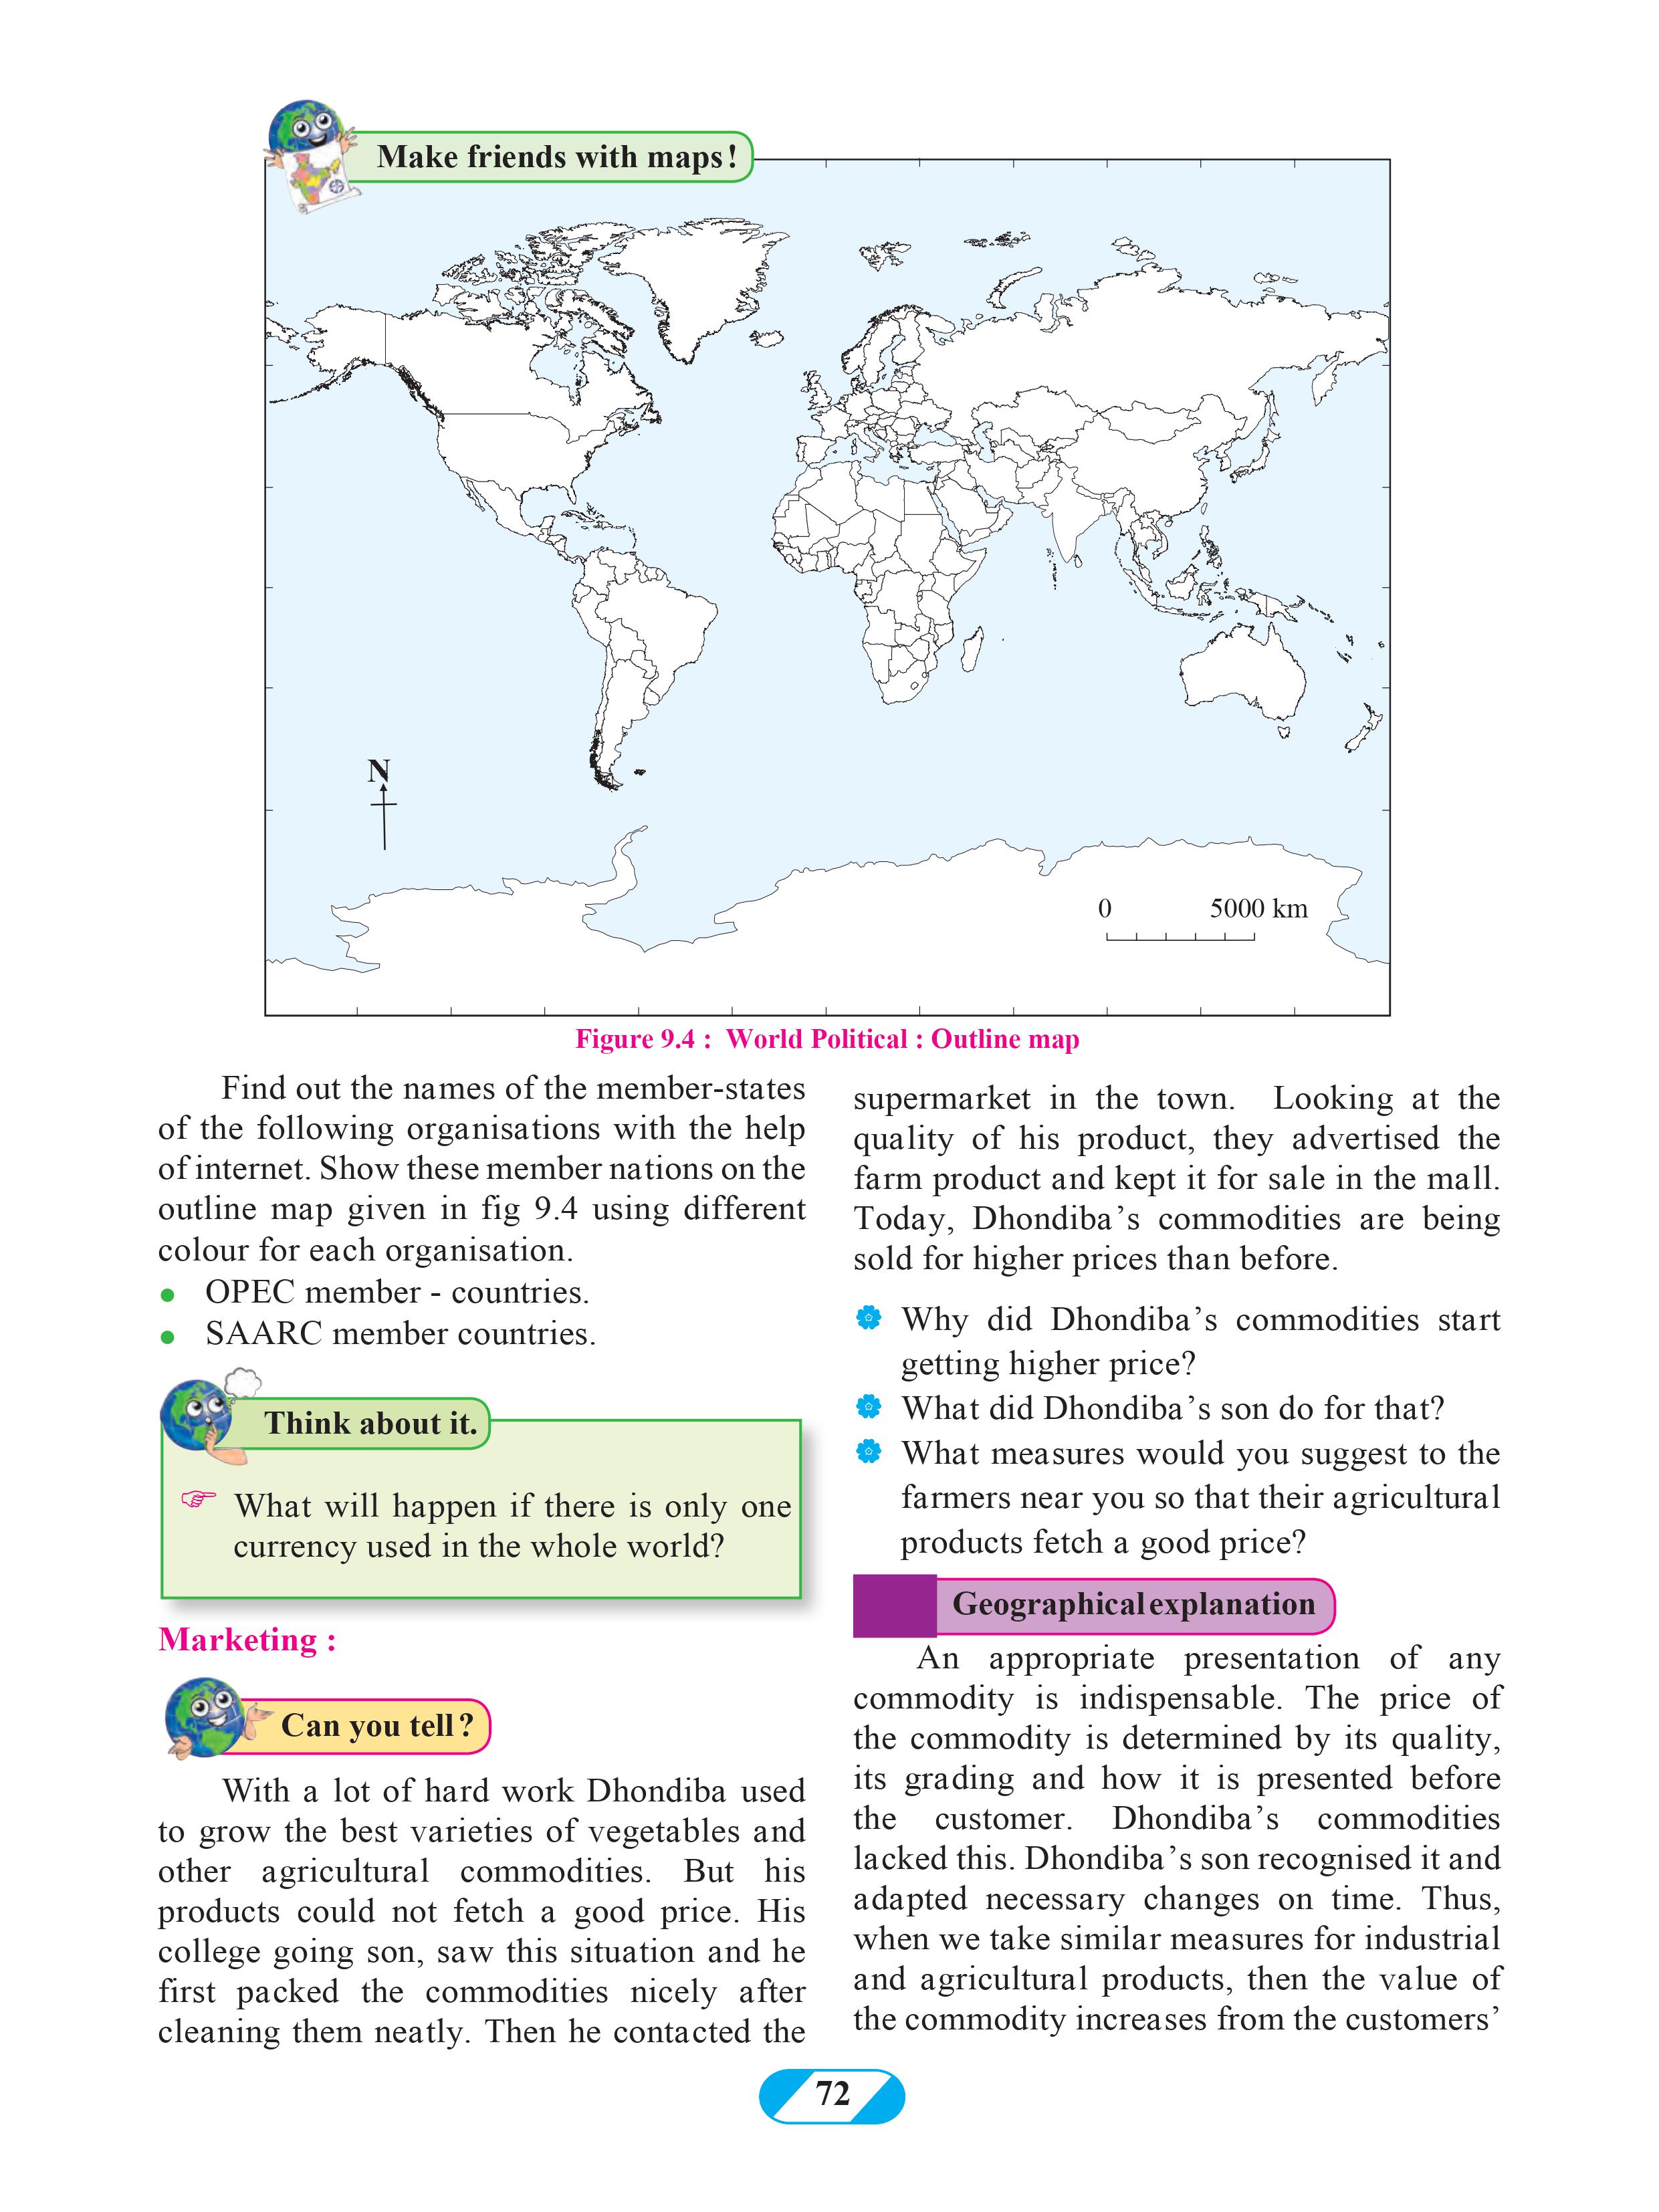 Make friends with maps!
N
0 5000 km
Figure 9.4 : World Political : Outline map
Find out the names of the member-states
of the following organisations with the help
of internet. Show these member nations on the
outline map given in fig 9.4 using different
colour for each organisation.
• OPEC member - countries.
• SAARC member countries.
Think about it.
☞ What will happen if there is only one
currency used in the whole world?
Marketing :
Can you tell?
With a lot of hard work Dhondiba used
to grow the best varieties of vegetables and
other agricultural commodities. But his
products could not fetch a good price. His
college going son, saw this situation and he
first packed the commodities nicely after
cleaning them neatly. Then he contacted the
supermarket in the town. Looking at the
quality of his product, they advertised the
farm product and kept it for sale in the mall.
Today, Dhondiba's commodities are being
sold for higher prices than before.
Why did Dhondiba's commodities start
getting higher price?
What did Dhondiba's son do for that?
What measures would you suggest to the
farmers near you so that their agricultural
products fetch a good price?
Geographical explanation
An appropriate presentation of any
commodity is indispensable. The price of
the commodity is determined by its quality,
its grading and how it is presented before
the customer. Dhondiba's commodities
lacked this. Dhondiba's son recognised it and
adapted necessary changes on time. Thus,
when we take similar measures for industrial
and agricultural products, then the value of
the commodity increases from the customers'
72